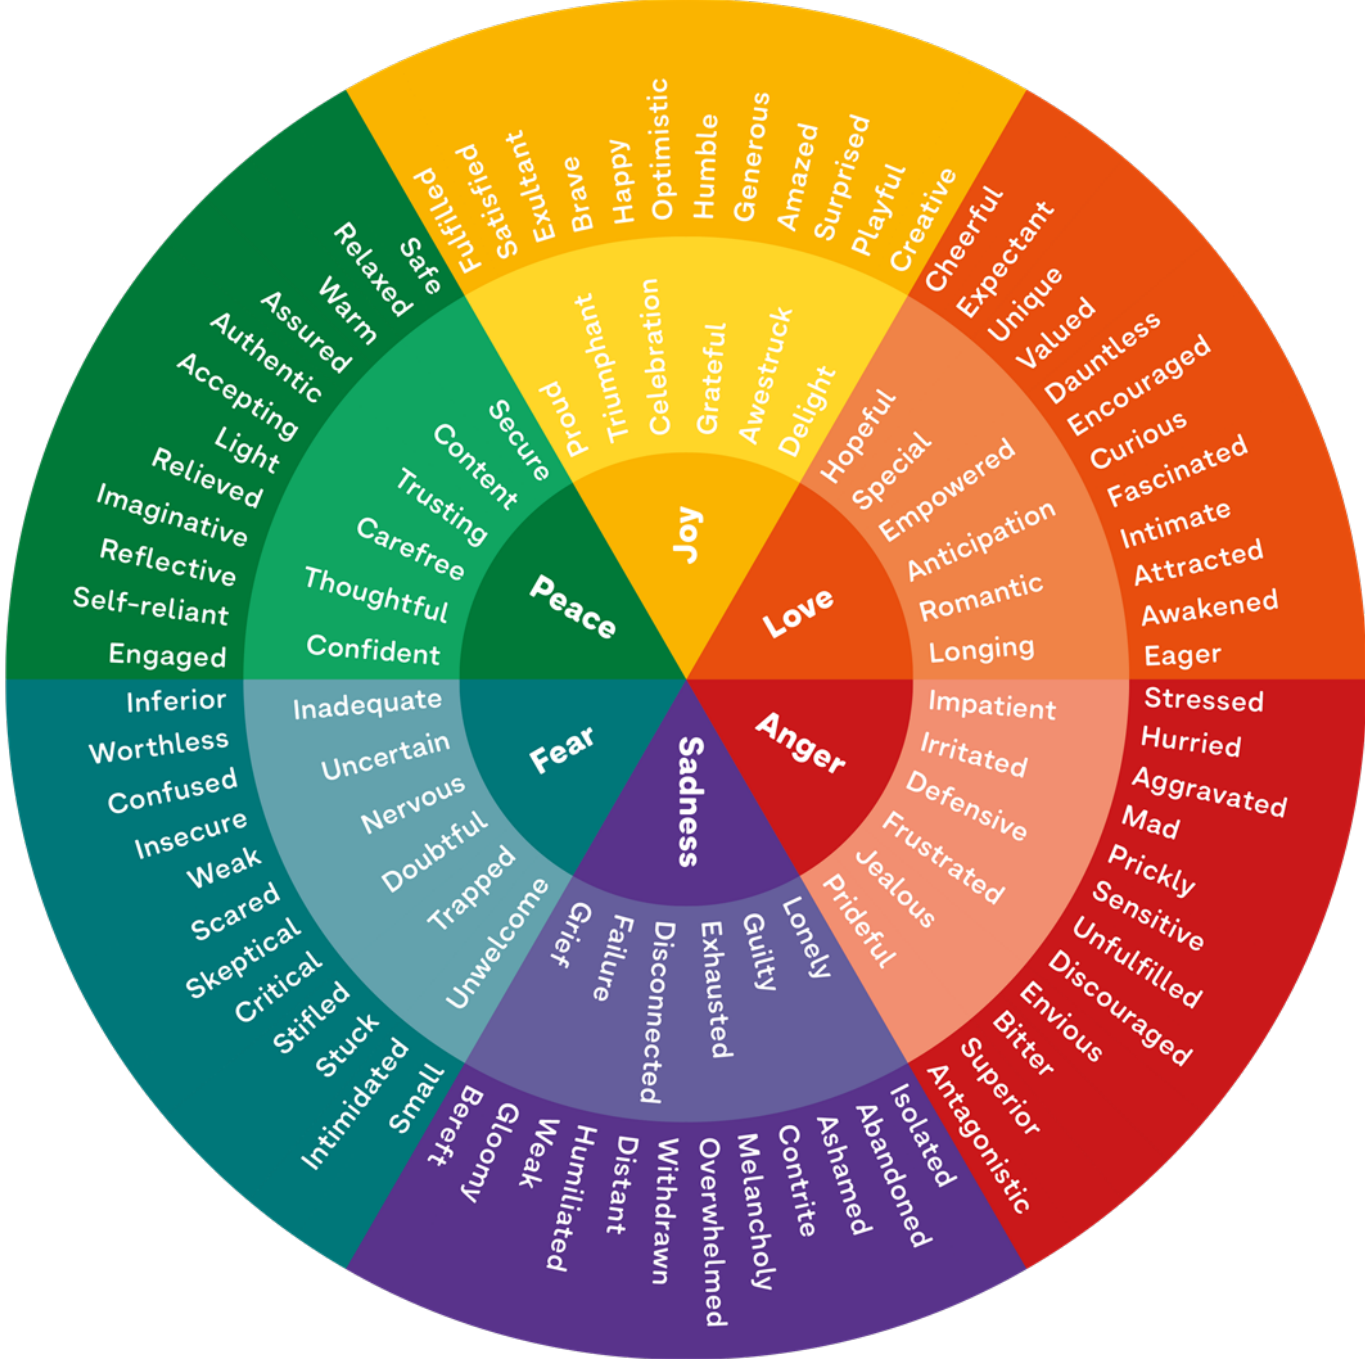 Joy
Love
Anger
Sadness
Fear
Peace
Proud
Triumphant
Celebration
Grateful
Awestruck
Delight
Hopeful
Special
Empowered
Anticipation
Romantic
Longing
Impatient
Irritated
Defensive
Frustrated
Jealous
Prideful
Lonely
Guilty
Exhausted
Disconnected
Failure
Grief
Unwelcome
Trapped
Doubtful
Nervous
Uncertain
Inadequate
Confident
Thoughtful
Carefree
Trusting
Content
Secure
Fulfilled
Satisfied
Exultant
Brave
Happy
Optimistic
Humble
Generous
Amazed
Surprised
Playful
Creative
Cheerful
Expectant
Unique
Valued
Dauntless
Encouraged
Curious
Fascinated
Intimate
Attracted
Awakened
Eager
Stressed
Hurried
Aggravated
Mad
Prickly
Sensitive
Unfulfilled
Discouraged
Envious
Bitter
Superior
Antagonistic
Isolated
Abandoned
Ashamed
Contrite
Melancholy
Overwhelmed
Withdrawn
Distant
Humiliated
Weak
Gloomy
Bereft
Small
Intimidated
Stuck
Stifled
Critical
Skeptical
Scared
Weak
Insecure
Confused
Worthless
Inferior
Engaged
Self-reliant
Reflective
Imaginative
Relieved
Light
Accepting
Authentic
Assured
Warm
Relaxed
Safe